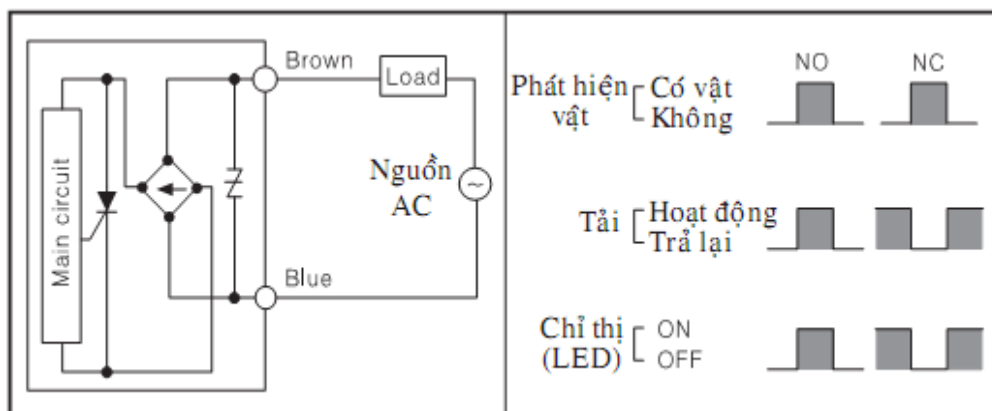 Main circuit
Brown
Load
Nguồn
AC
Blue
NO NC
Phát hiện vật
Có vật
Không
Tải
Hoạt động
Trả lại
Chỉ thị
(LED)
ON
OFF